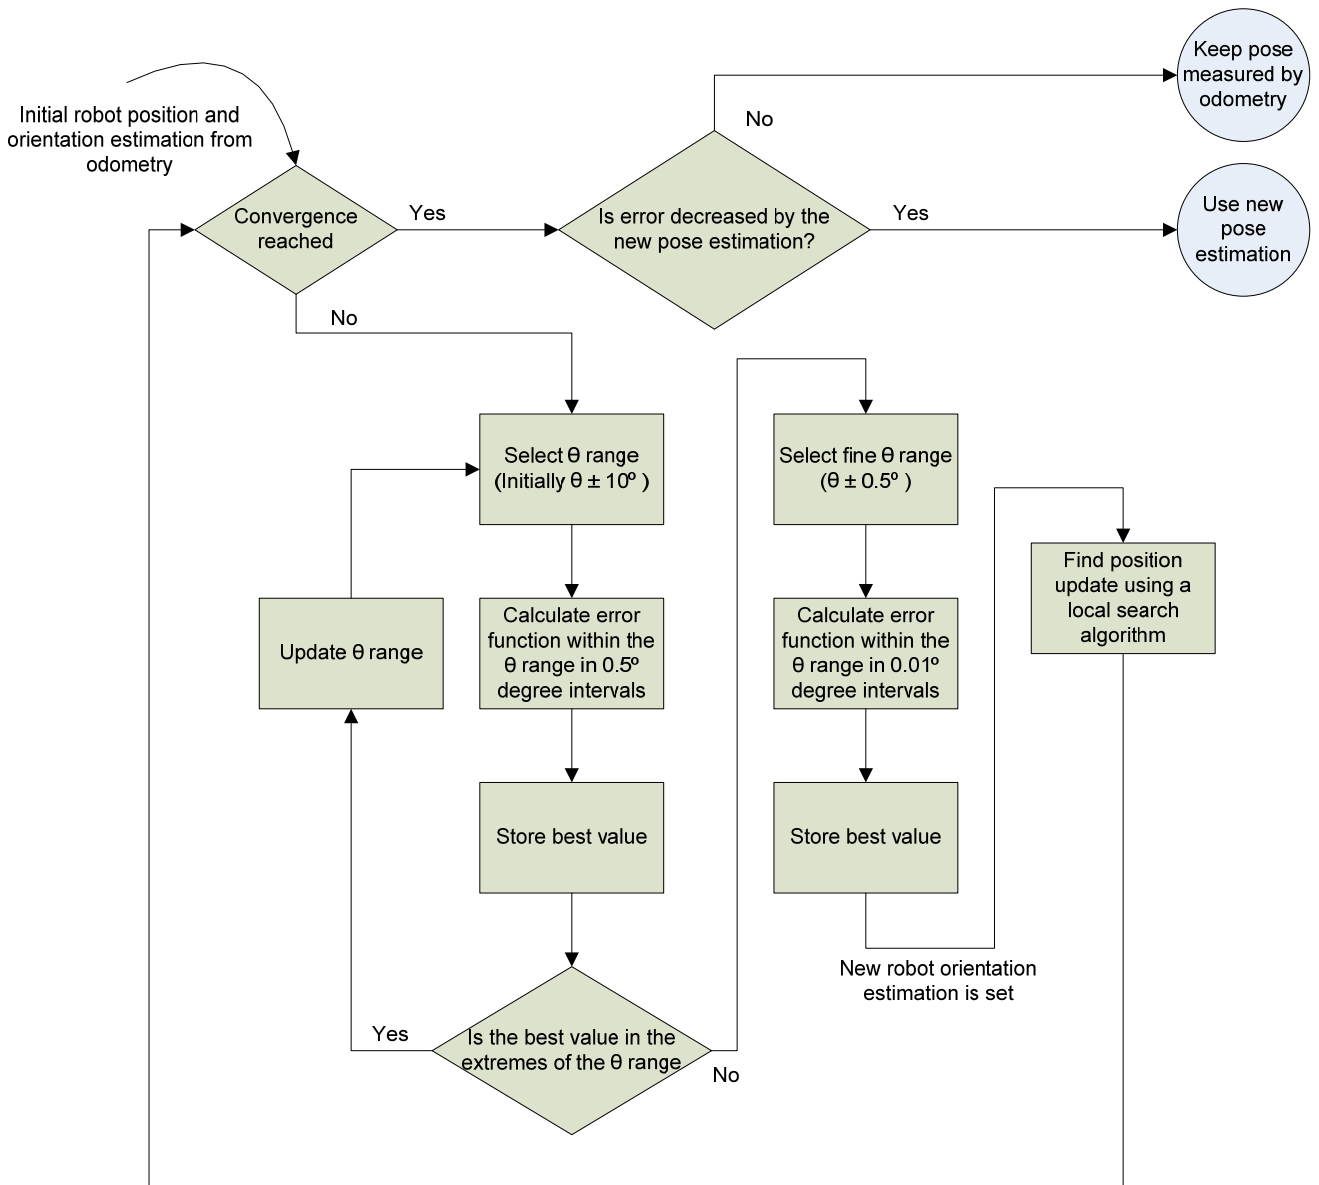 Keep pose
measured by
odometry
Initial robot position and
orientation estimation from
odometry
No
Convergence
reached
Yes
Is error decreased by the
new pose estimation?
Yes
Use new
pose
estimation
No
Select θ range
(Initially θ ± 10º )
Select fine θ range
(θ ± 0.5º )
Find position
update using a
local search
algorithm
Update θ range
Calculate error
function within the
θ range in 0.5º
degree intervals
Calculate error
function within the
θ range in 0.01º
degree intervals
Store best value
Store best value
New robot orientation
estimation is set
Yes
Is the best value in the
extremes of the θ range
No